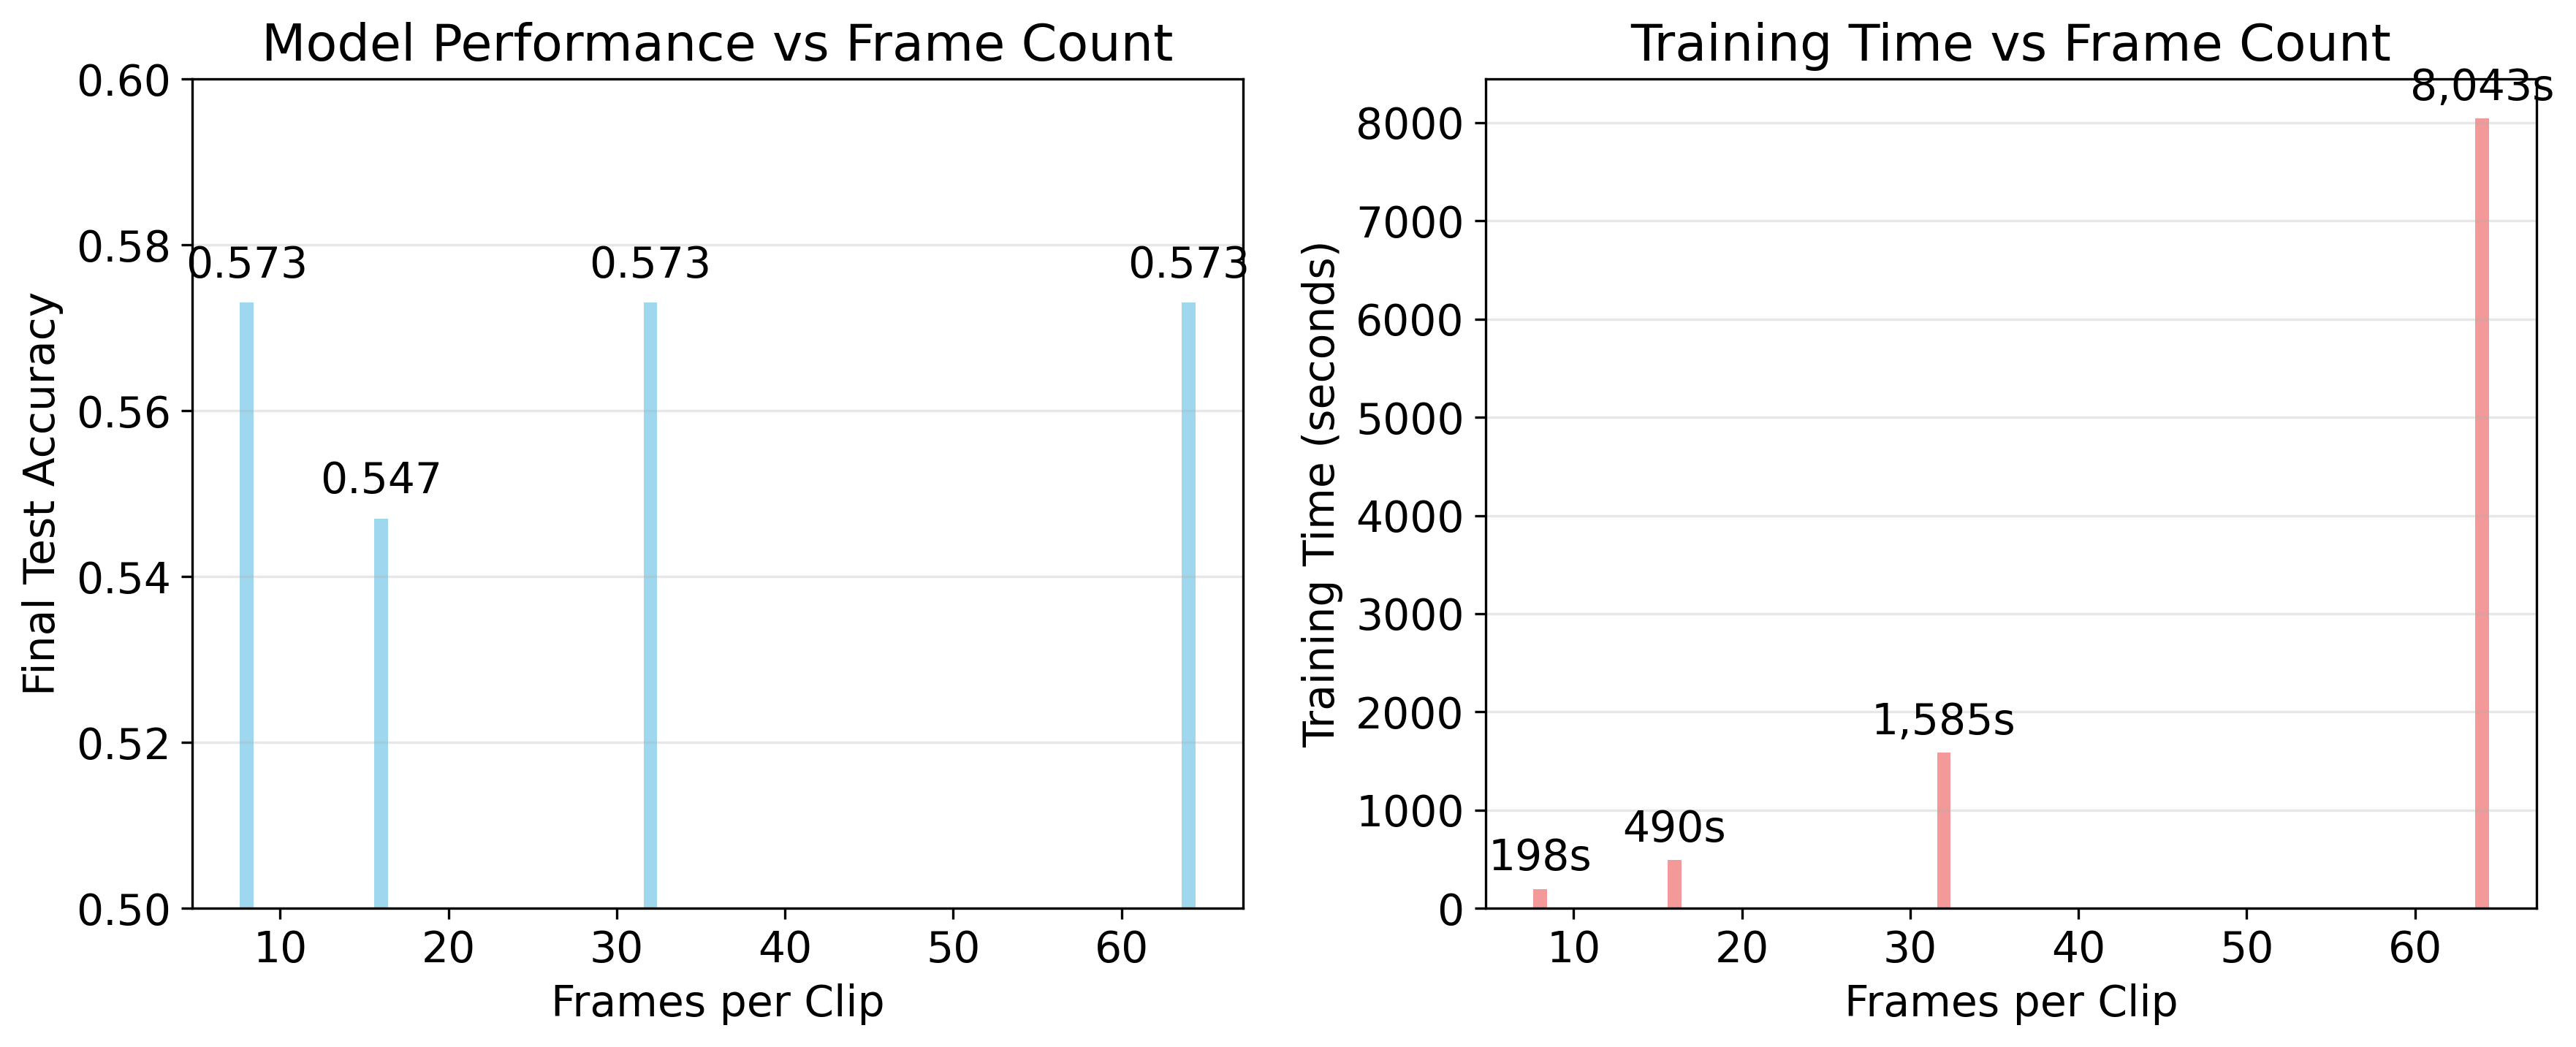 Model Performance vs Frame Count
Final Test Accuracy
0.60
0.58
0.56
0.54
0.52
0.50
0.573
0.547
0.573
0.573
10 20 30 40 50 60
Frames per Clip
Training Time vs Frame Count
Training Time (seconds)
8000
7000
6000
5000
4000
3000
2000
1000
0
198s
490s
1,585s
8,043s
10 20 30 40 50 60
Frames per Clip